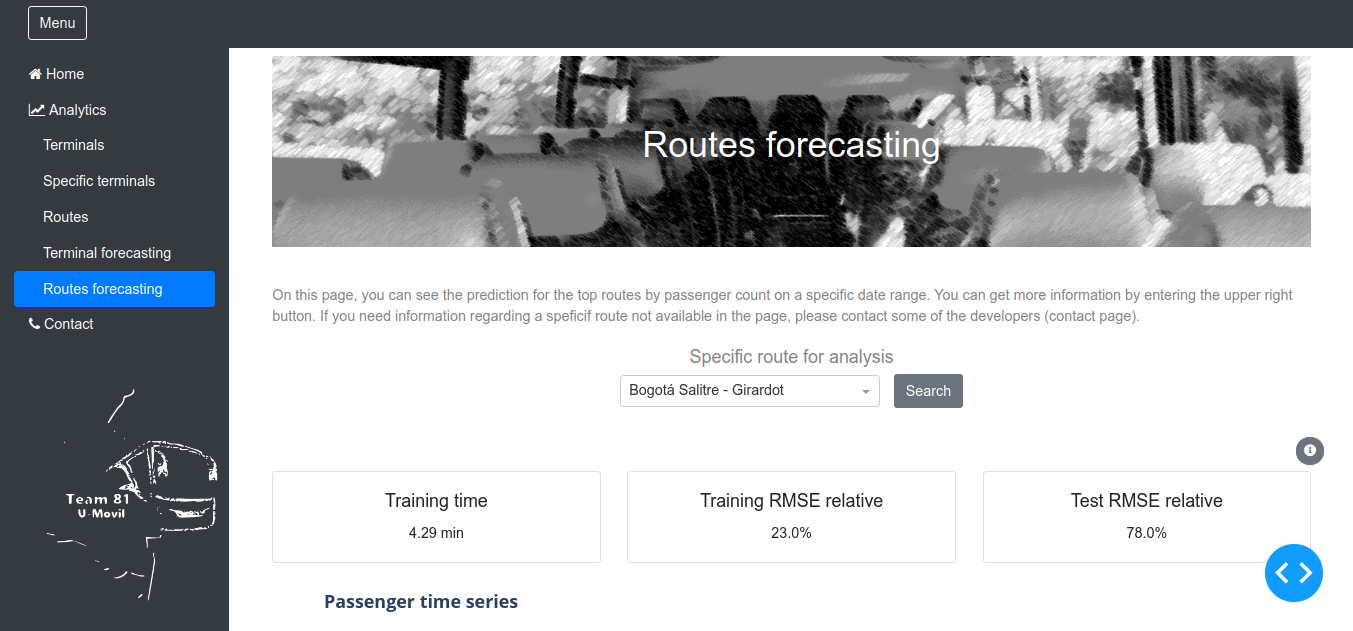 Menu
Home
Analytics
Terminals
Specific terminals
Routes
Terminal forecasting
Routes forecasting
Contact
Team 81
U-Movil
Routes forecasting
On this page, you can see the prediction for the top routes by passenger count on a specific date range. You can get more information by entering the upper right
button. If you need information regarding a speficif route not available in the page, please contact some of the developers (contact page).
Specific route for analysis
Bogotá Salitre - Girardot
Search
Training time
4.29 min
Training RMSE relative
23.0%
Test RMSE relative
78.0%
Passenger time series